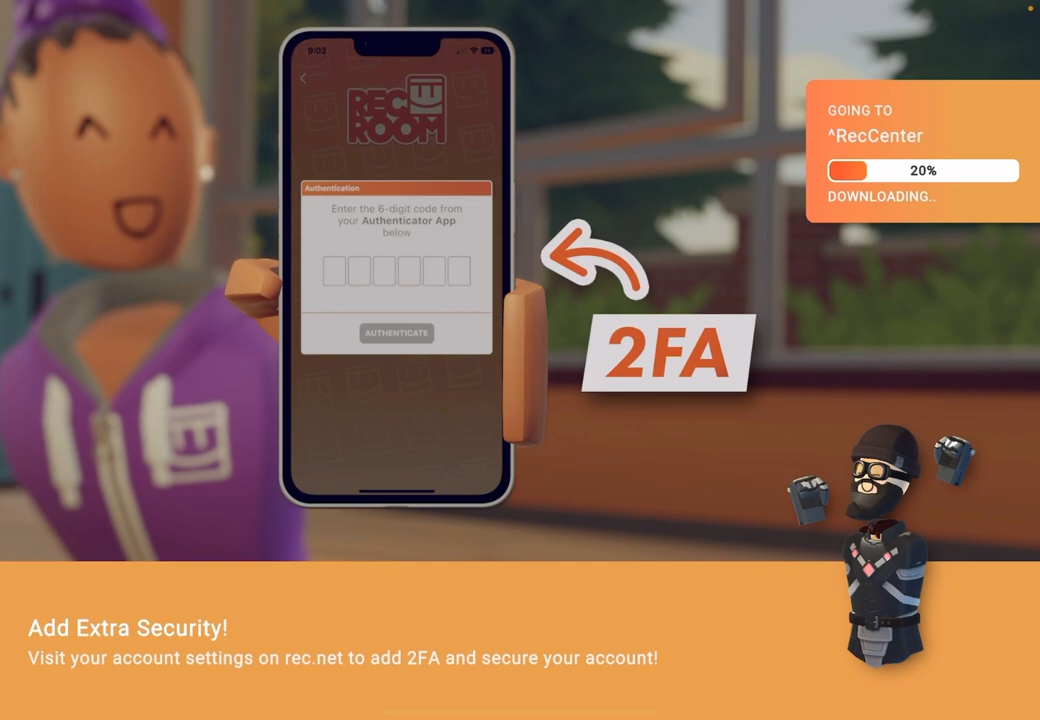 9:02
REC
ROOM
Authentication
Enter the 6-digit code from
your Authenticator App
below
AUTHENTICATE
GOING TO
^RecCenter
20%
DOWNLOADING..
2FA
Add Extra Security!
Visit your account settings on rec.net to add 2FA and secure your account!